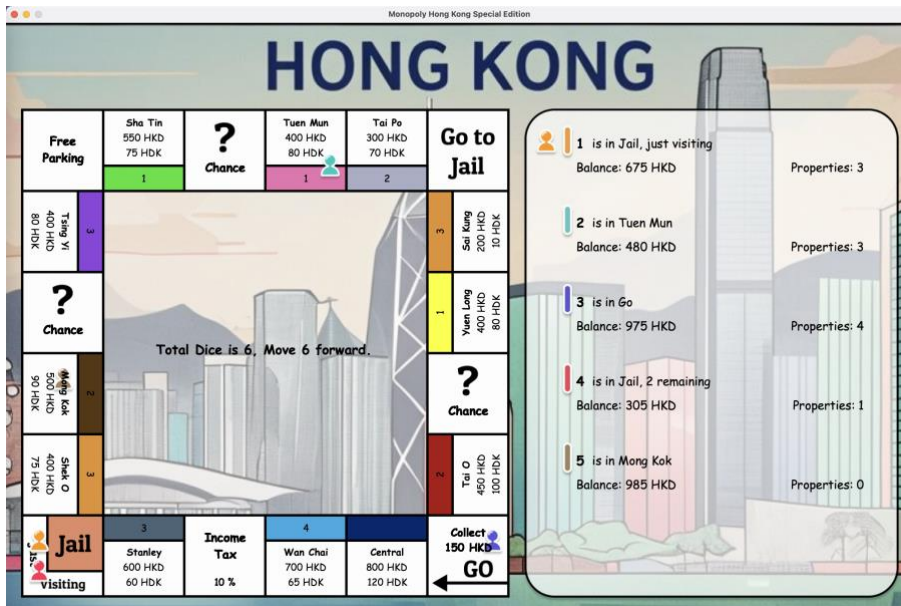 Monopoly Hong Kong Special Edition
HONG KONG
Free
Parking
Sha Tin
550 HKD
75 HDK
1
?
Chance
Tuen Mun
400 HKD
80 HDK
1
Tai Po
300 HKD
70 HDK
2
Go to
Jail
Tsing Yi
400 HKD
80 HDK
3
?
Chance
Mong Kok
500 HKD
90 HDK
2
Shek O
400 HKD
75 HDK
3
3
Sai Kung
200 HKD
10 HDK
1
Yuen Long
400 HKD
80 HDK
?
Chance
2
Tai O
450 HKD
100 HDK
Total Dice is 6, Move 6 forward.
Jail
visiting
3
Stanley
600 HKD
60 HDK
Income
Tax
10 %
4
Wan Chai
700 HKD
65 HDK
Central
800 HKD
120 HDK
Collect
150 HKD
GO
1 is in Jail, just visiting
Balance: 675 HKD Properties: 3
2 is in Tuen Mun
Balance: 480 HKD Properties: 3
3 is in Go
Balance: 975 HKD Properties: 4
4 is in Jail, 2 remaining
Balance: 305 HKD Properties: 1
5 is in Mong Kok
Balance: 985 HKD Properties: 0